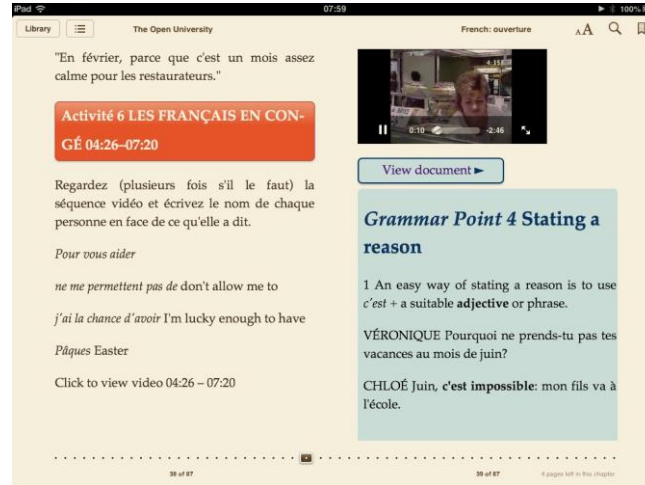 iPad 07:59 100%
Library The Open University French: ouverture AA
"En février, parce que c'est un mois assez
calme pour les restaurateurs."
Activité 6 LES FRANÇAIS EN CON-
GÉ 04:26–07:20
Regardez (plusieurs fois s'il le faut) la
séquence vidéo et écrivez le nom de chaque
personne en face de ce qu'elle a dit.
Pour vous aider
ne me permettent pas de don't allow me to
j'ai la chance d'avoir I'm lucky enough to have
Pâques Easter
Click to view video 04:26 – 07:20
38 of 87
0:10 -2:46
View document ►
Grammar Point 4 Stating a
reason
1 An easy way of stating a reason is to use
c'est + a suitable adjective or phrase.
VÉRONIQUE Pourquoi ne prends-tu pas tes
vacances au mois de juin?
CHLOÉ Juin, c'est impossible: mon fils va à
l'école.
39 of 87 4 pages left in this chapter